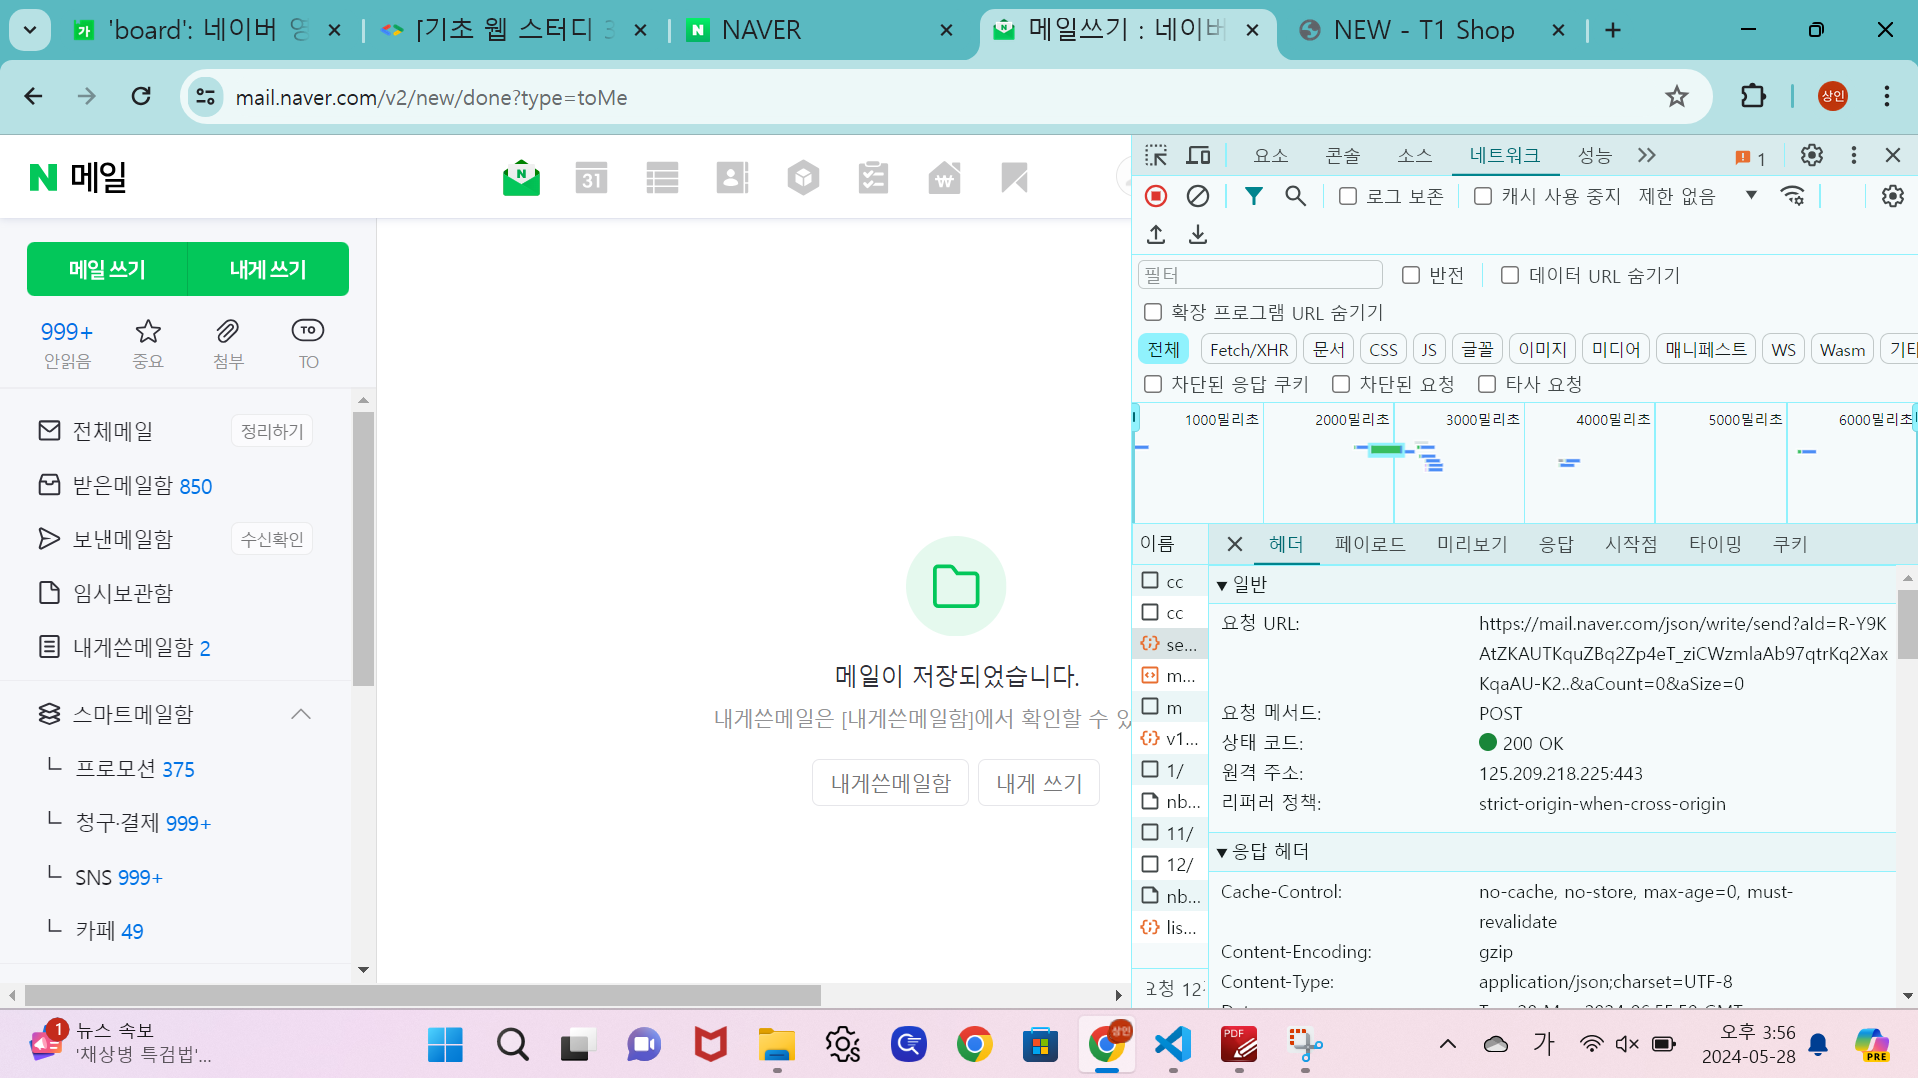 'board': 네이버 영
[기초 웹 스터디 3
NAVER
메일쓰기 : 네이버
NEW - T1 Shop
mail.naver.com/v2/new/done?type=toMe
상인
N 메일
N
31
₩
메일 쓰기
내게 쓰기
999+
안읽음
중요
첨부
TO
TO
전체메일
정리하기
받은메일함 850
보낸메일함
수신확인
임시보관함
내게쓴메일함 2
스마트메일함
프로모션 375
청구·결제 999+
SNS 999+
카페 49
메일이 저장되었습니다.
내게쓴메일은 [내게쓴메일함]에서 확인할 수 있
내게쓴메일함
내게 쓰기
요소
콘솔
소스
네트워크
성능
1
로그 보존
캐시 사용 중지
제한 없음
필터
반전
데이터 URL 숨기기
확장 프로그램 URL 숨기기
전체
Fetch/XHR
문서
CSS
JS
글꼴
이미지
미디어
매니페스트
WS
Wasm
기타
차단된 응답 쿠키
차단된 요청
타사 요청
1000밀리초
2000밀리초
3000밀리초
4000밀리초
5000밀리초
6000밀리초
이름
헤더
페이로드
미리보기
응답
시작점
타이밍
쿠키
cc
cc
se...
m...
m
v1...
1/
nb...
11/
12/
nb...
lis...
요청 12
일반
요청 URL:
https://mail.naver.com/json/write/send?aId=R-Y9K
AtZKAUTKquZBq2Zp4eT_ziCWzmlaAb97qtrKq2Xax
KqaAU-K2..&aCount=0&aSize=0
요청 메서드:
POST
상태 코드:
200 OK
원격 주소:
125.209.218.225:443
리퍼러 정책:
strict-origin-when-cross-origin
응답 헤더
Cache-Control:
no-cache, no-store, max-age=0, must-
revalidate
Content-Encoding:
gzip
Content-Type:
application/json;charset=UTF-8
1
뉴스 속보
'채상병 특검법'...
상인
PDF
가
오후 3:56
2024-05-28
PRE